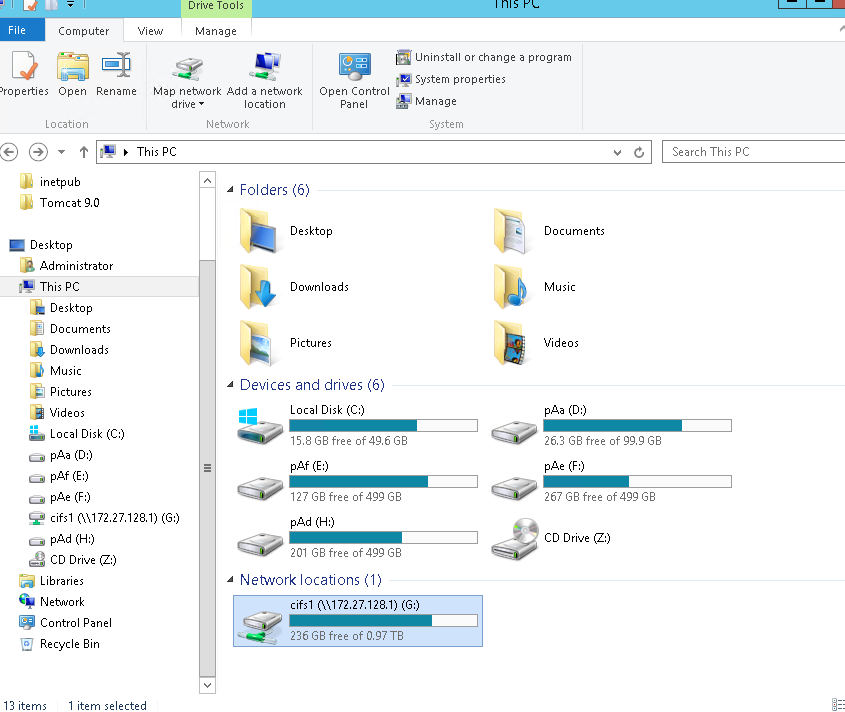 Drive Tools
This PC
File
Computer
View
Manage
Properties
Open
Rename
Map network drive
Add a network location
Open Control Panel
Uninstall or change a program
System properties
Manage
Location
Network
System
This PC
Search This PC
inetpub
Tomcat 9.0
Desktop
Administrator
This PC
Desktop
Documents
Downloads
Music
Pictures
Videos
Local Disk (C:)
pAa (D:)
pAf (E:)
pAe (F:)
cifs1 (\\172.27.128.1) (G:)
pAd (H:)
CD Drive (Z:)
Libraries
Network
Control Panel
Recycle Bin
Folders (6)
Desktop
Documents
Downloads
Music
Pictures
Videos
Devices and drives (6)
Local Disk (C:)
15.8 GB free of 49.6 GB
pAa (D:)
26.3 GB free of 99.9 GB
pAf (E:)
127 GB free of 499 GB
pAe (F:)
267 GB free of 499 GB
pAd (H:)
201 GB free of 499 GB
CD Drive (Z:)
Network locations (1)
cifs1 (\\172.27.128.1) (G:)
236 GB free of 0.97 TB
13 items
1 item selected